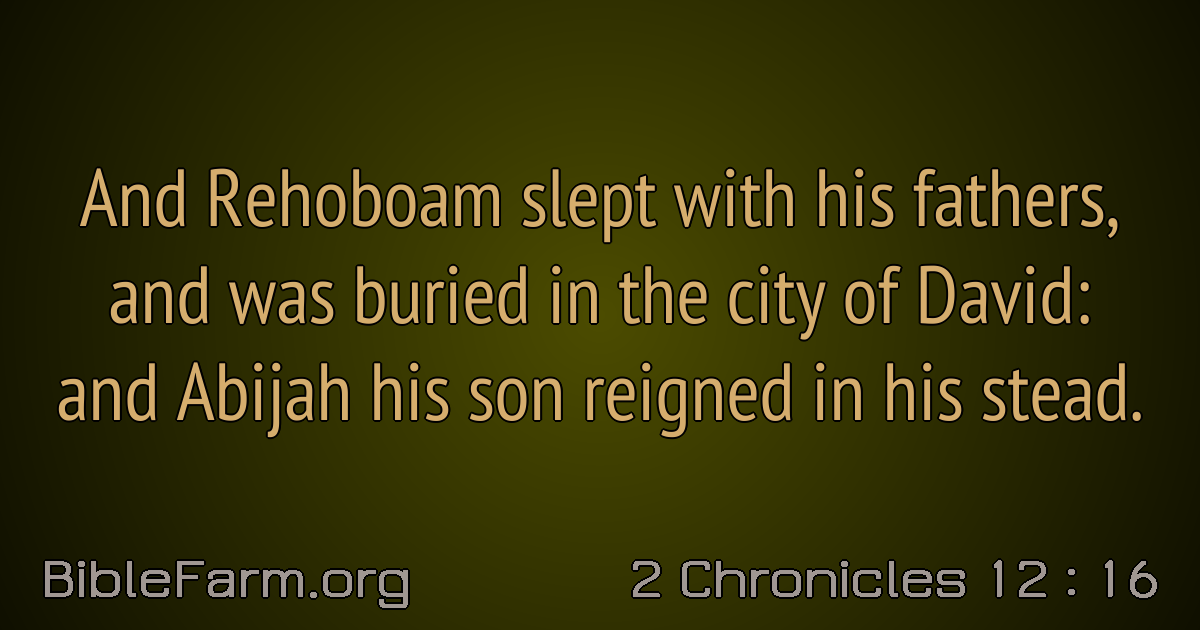 And Rehoboam slept with his fathers,
and was buried in the city of David:
and Abijah his son reigned in his stead.
BibleFarm.org
2 Chronicles 12 : 16